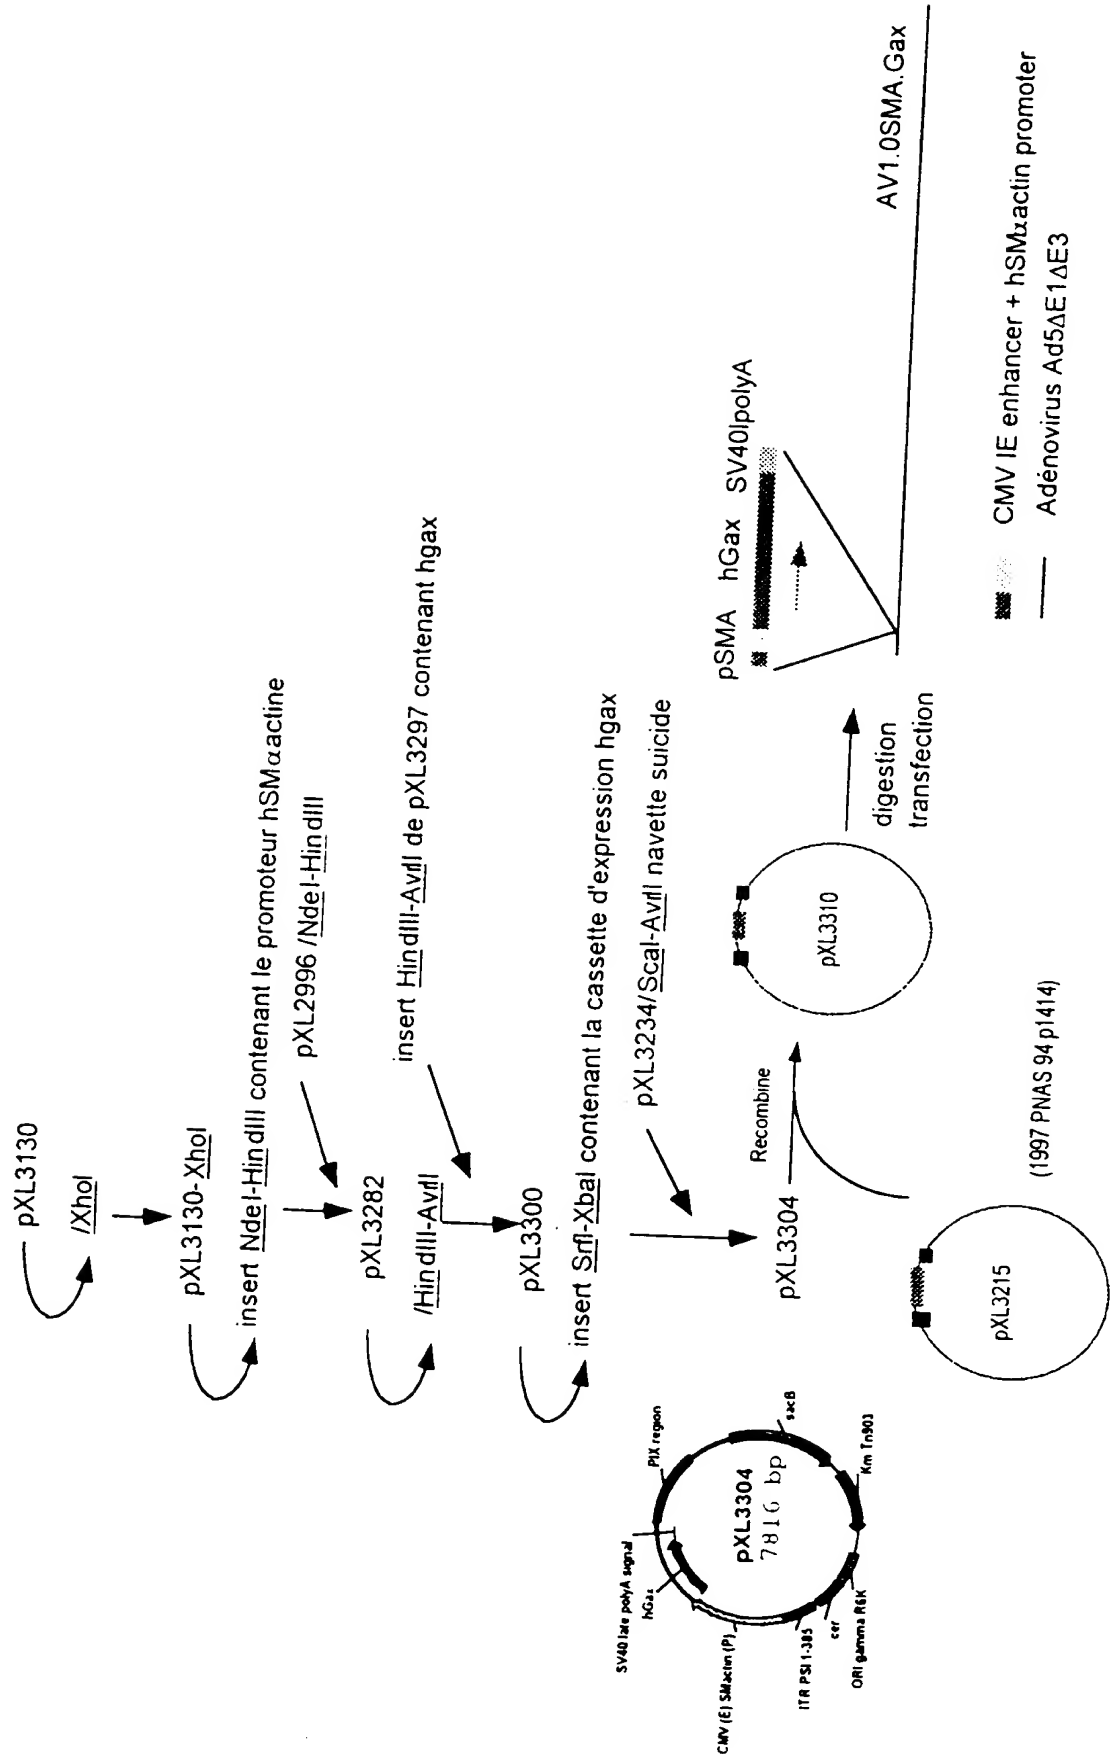 pXL3130
/XhoI
pXL3130-XhoI
insert NdeI-HindIII contenant le promoteur hSMαactine
pXL2996 /NdeI-HindIII
pXL3282
/HindIII-AvrII
insert HindIII-AvrII de pXL3297 contenant hgax
pXL3300
insert SrfI-XbaI contenant la cassette d'expression hgax
pXL3234/ScaI-AvrII navette suicide
pXL3304
Recombine
pXL3215
(1997 PNAS 94 p1414)
pXL3310
digestion
transfection
pSMA hGax SV40lpolyA
AV1.0SMA.Gax
CMV IE enhancer + hSMαactin promoter
Adénovirus Ad5ΔE1ΔE3
pXL3304
7816 bp
PIX region
sacB
Km Tn903
ORI gamma R6K
cer
ITR PSI 1-385
CMV (E) SMactin (P)
hGax
SV40 late polyA signal